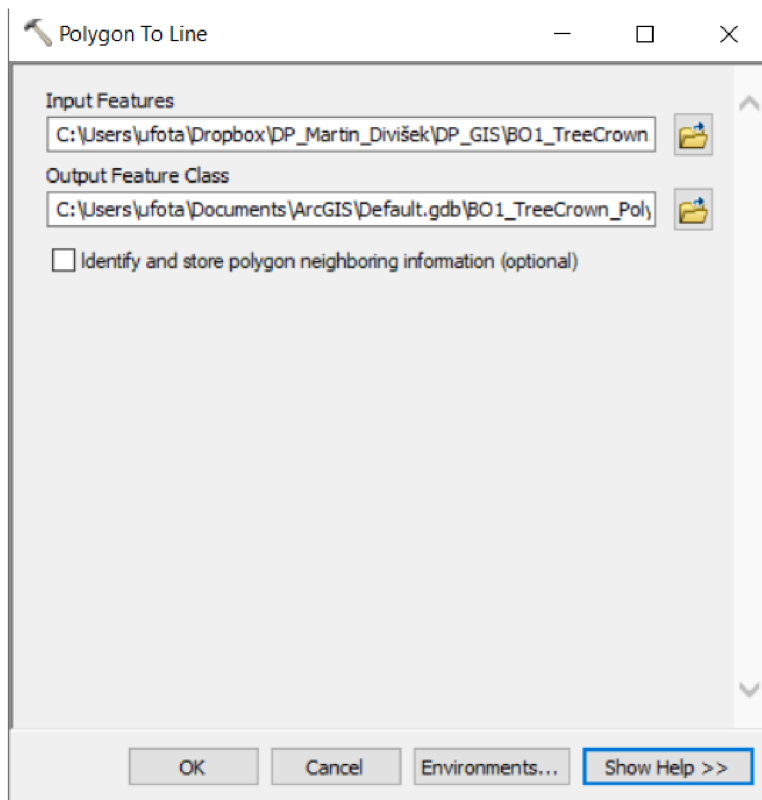 Polygon To Line
Input Features
C:\Users\ufota\Dropbox\DP_Martin_Divišek\DP_GIS\BO1_TreeCrown.
Output Feature Class
C:\Users\ufota\Documents\ArcGIS\Default.gdb\BO1_TreeCrown_Poly
Identify and store polygon neighboring information (optional)
OK Cancel Environments... Show Help >>